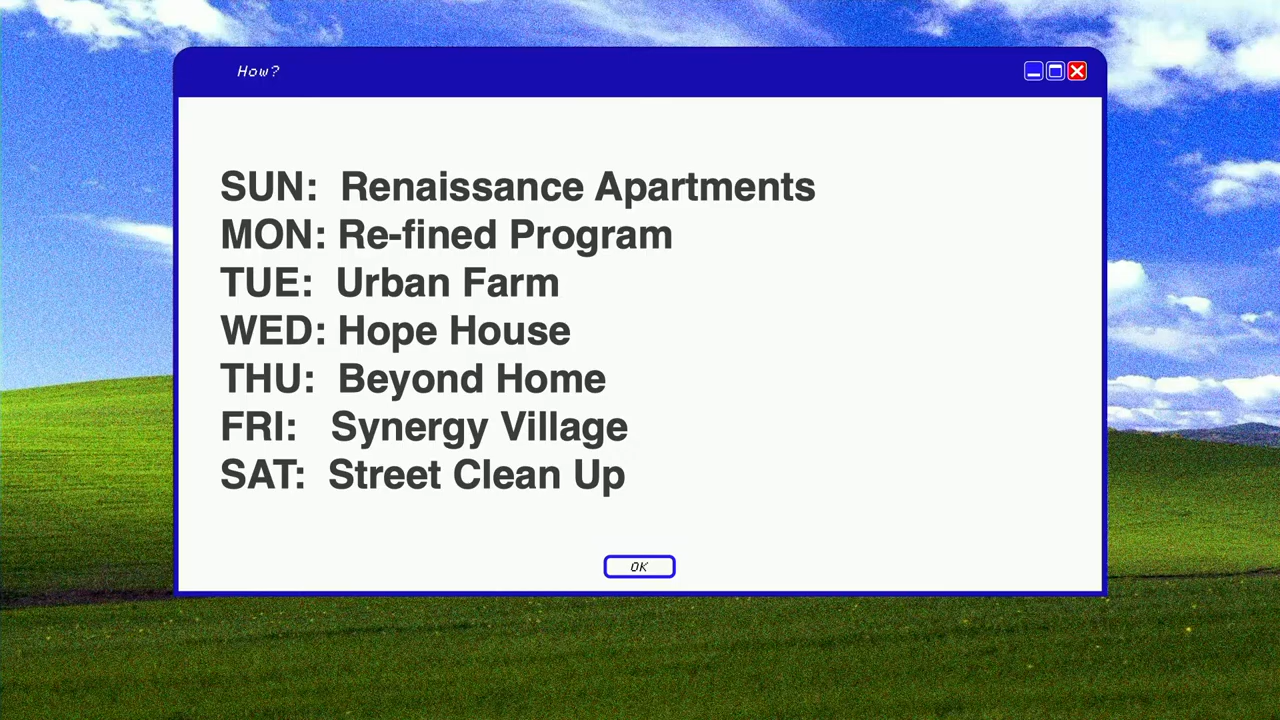 How?
SUN: Renaissance Apartments
MON: Re-fined Program
TUE: Urban Farm
WED: Hope House
THU: Beyond Home
FRI: Synergy Village
SAT: Street Clean Up
OK